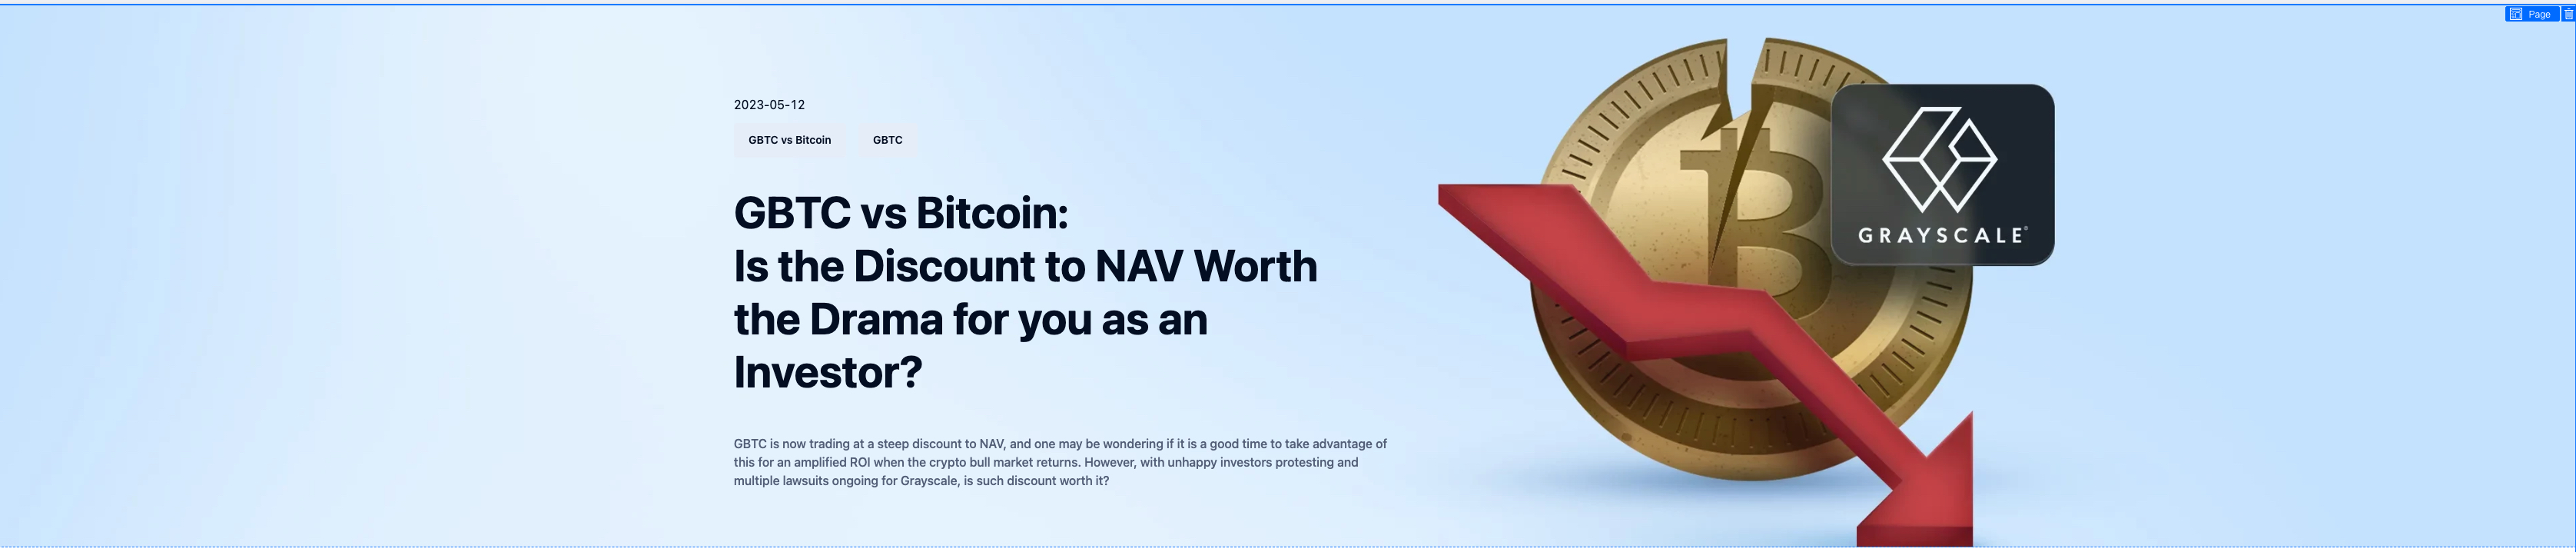 Page
2023-05-12
GBTC vs Bitcoin
GBTC
GBTC vs Bitcoin:
Is the Discount to NAV Worth
the Drama for you as an
Investor?
GBTC is now trading at a steep discount to NAV, and one may be wondering if it is a good time to take advantage of
this for an amplified ROI when the crypto bull market returns. However, with unhappy investors protesting and
multiple lawsuits ongoing for Grayscale, is such discount worth it?
GRAYSCALE®